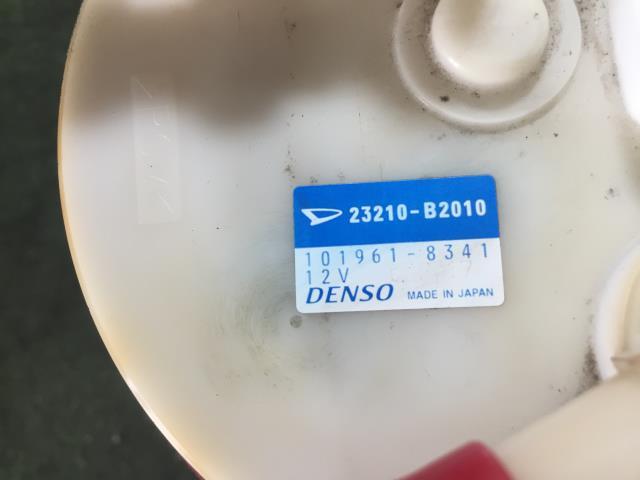 23210-B2010
101961-8341
12V
DENSO MADE IN JAPAN